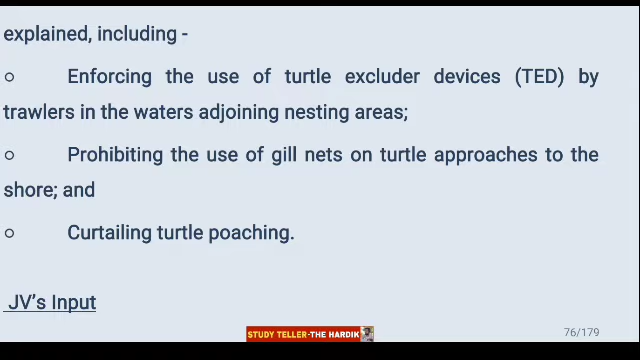 explained, including -
○ Enforcing the use of turtle excluder devices (TED) by
trawlers in the waters adjoining nesting areas;
○ Prohibiting the use of gill nets on turtle approaches to the
shore; and
○ Curtailing turtle poaching.
JV's Input
STUDY TELLER-THE HARDIK
76/179